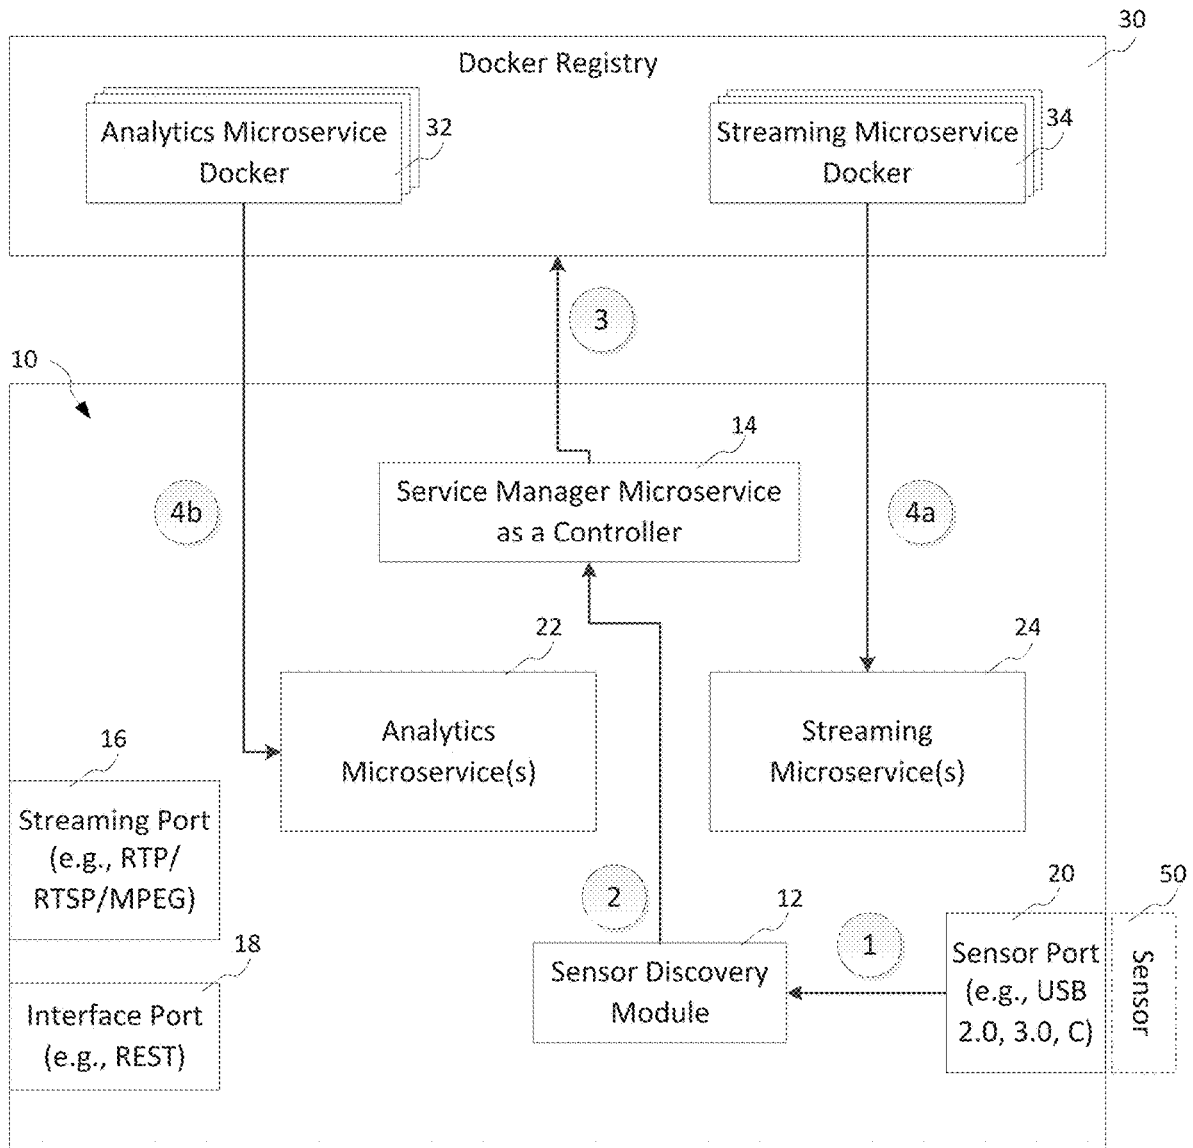 30
Docker Registry
Analytics Microservice
Docker
32
Streaming Microservice
Docker
34
3
10
14
Service Manager Microservice
as a Controller
4b
4a
22
24
Analytics
Microservice(s)
Streaming
Microservice(s)
16
Streaming Port
(e.g., RTP/
RTSP/MPEG)
2
12
20
50
18
1
Sensor Discovery
Module
Sensor Port
(e.g., USB
2.0, 3.0, C)
Sensor
Interface Port
(e.g., REST)